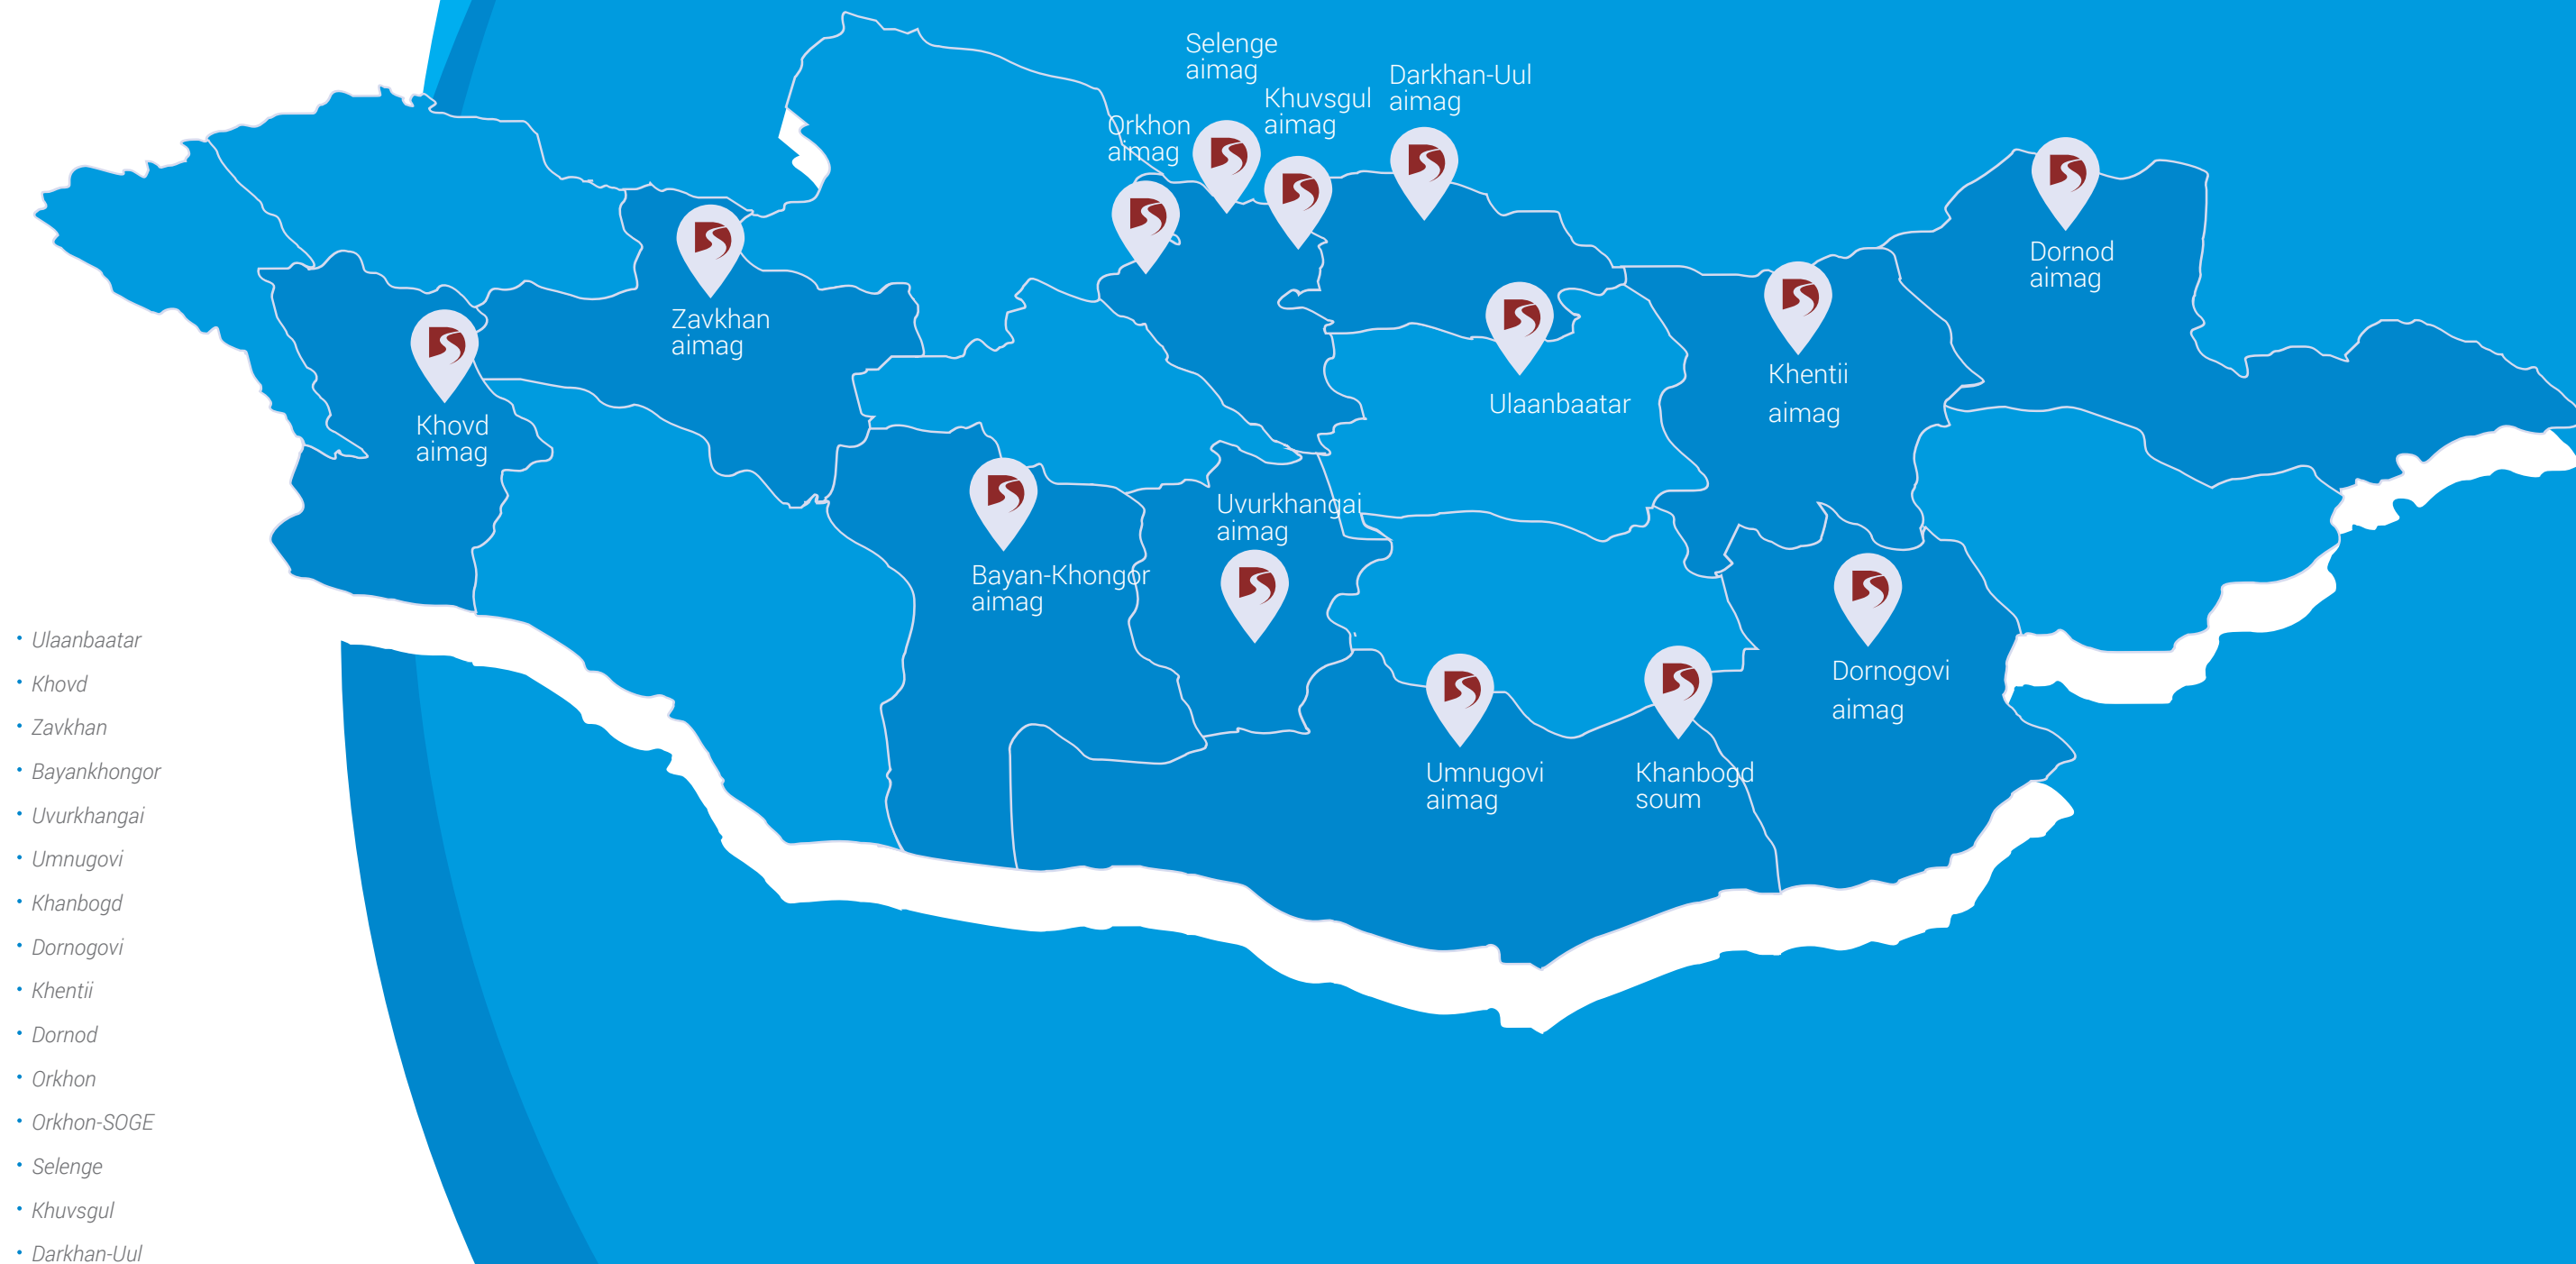 Selenge
aimag
Darkhan-Uul
aimag
Khuvsgul
aimag
Orkhon
aimag
Dornod
aimag
Zavkhan
aimag
Khentii
aimag
Ulaanbaatar
Khovd
aimag
Uvurkhangai
aimag
Bayan-Khongor
aimag
Dornogovi
aimag
Umnugovi
aimag
Khanbogd
soum
• Ulaanbaatar
• Khovd
• Zavkhan
• Bayankhongor
• Uvurkhangai
• Umnugovi
• Khanbogd
• Dornogovi
• Khentii
• Dornod
• Orkhon
• Orkhon-SOGE
• Selenge
• Khuvsgul
• Darkhan-Uul